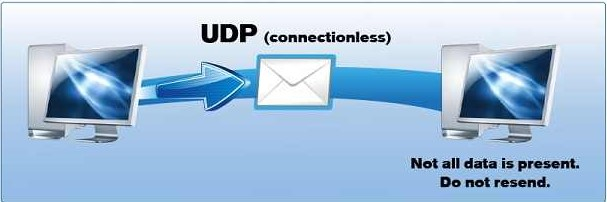 UDP (connectionless)
Not all data is present.
Do not resend.